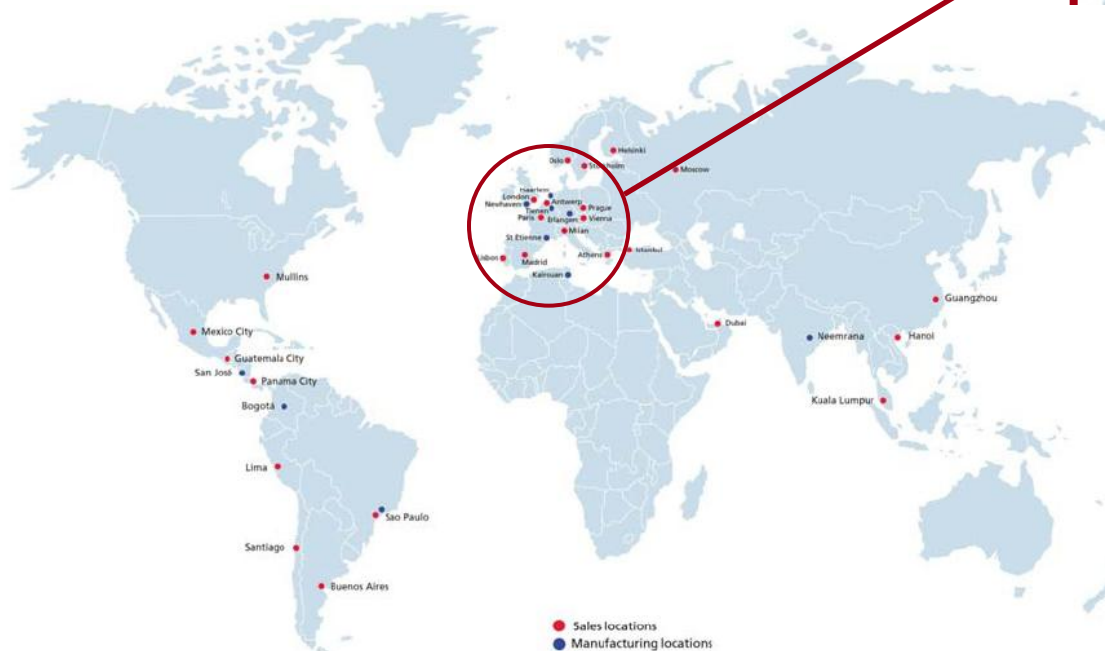 Helsinki
Oslo
Stockholm
Moscow
Haarlem
London
Antwerp
Newhaven
Tienen
Prague
Paris
Erlangen
Vienna
Milan
St Etienne
Lisbon
Madrid
Athens
Istanbul
Kairouan
Mullins
Guangzhou
Mexico City
Dubai
Neemrana
Hanoi
Guatemala City
San José
Panama City
Bogotá
Kuala Lumpur
Lima
Sao Paulo
Santiago
Buenos Aires
Sales locations
Manufacturing locations